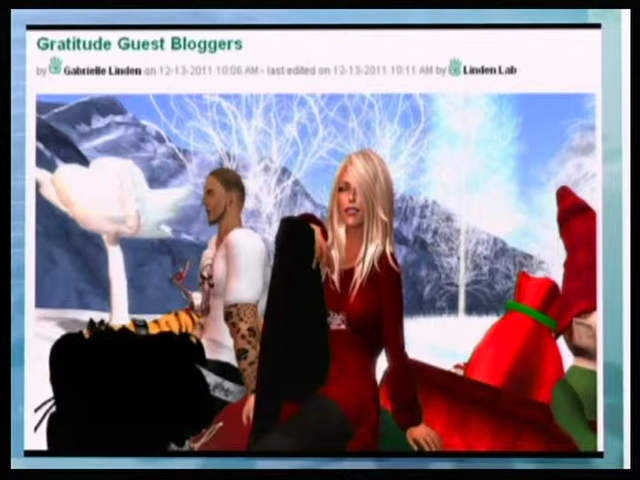 Gratitude Guest Bloggers
by Gabrielle Linden on 12-13-2011 10:06 AM - last edited on 12-13-2011 10:11 AM by Linden Lab